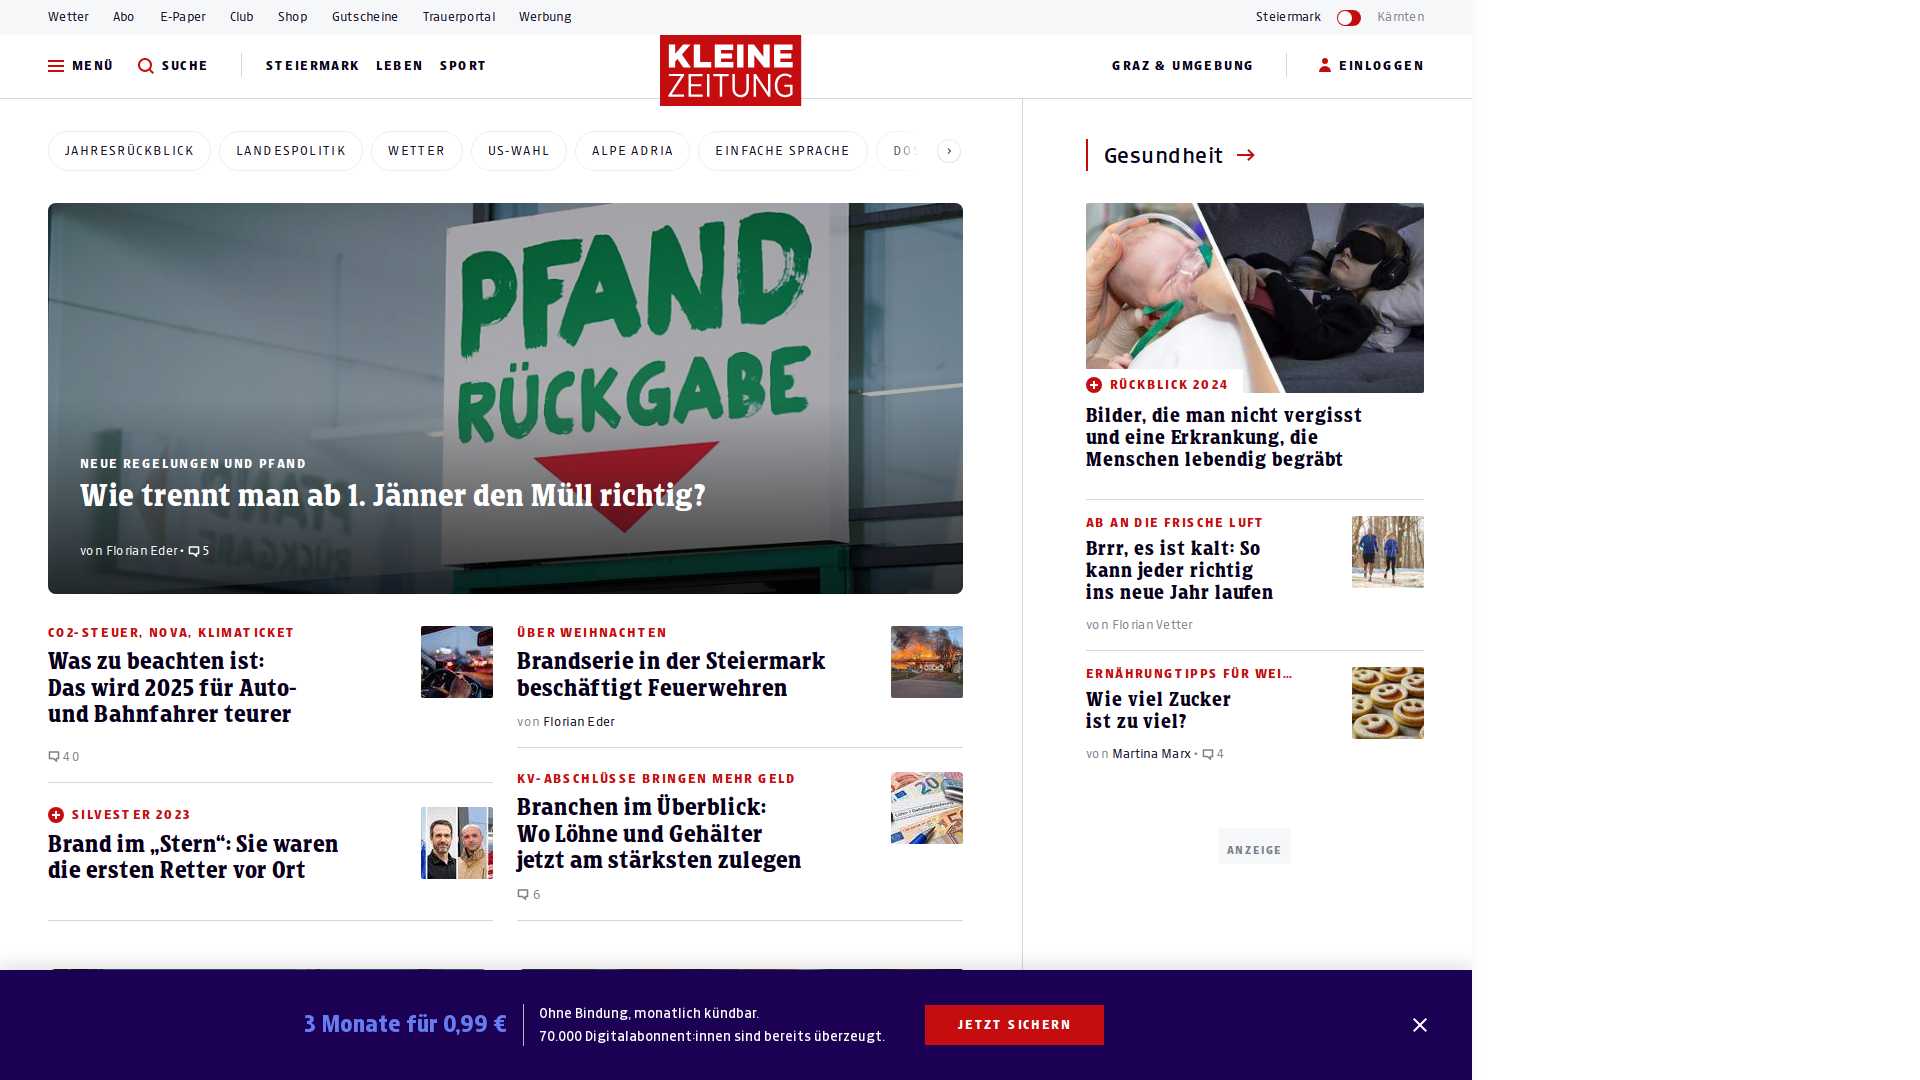 Wetter Abo E-Paper Club Shop Gutscheine Trauerportal Werbung Steiermark Kärnten
MENÜ SUCHE STEIERMARK LEBEN SPORT KLEINE ZEITUNG GRAZ & UMGEBUNG EINLOGGEN
JAHRESRÜCKBLICK LANDESPOLITIK WETTER US-WAHL ALPE ADRIA EINFACHE SPRACHE
PFAND
RÜCKGABE
NEUE REGELUNGEN UND PFAND
Wie trennt man ab 1. Jänner den Müll richtig?
von Florian Eder • 5
CO2-STEUER, NOVA, KLIMATICKET
Was zu beachten ist:
Das wird 2025 für Auto-
und Bahnfahrer teurer
40
SILVESTER 2023
Brand im „Stern“: Sie waren
die ersten Retter vor Ort
ÜBER WEIHNACHTEN
Brandserie in der Steiermark
beschäftigt Feuerwehren
von Florian Eder
KV-ABSCHLÜSSE BRINGEN MEHR GELD
Branchen im Überblick:
Wo Löhne und Gehälter
jetzt am stärksten zulegen
6
Gesundheit
RÜCKBLICK 2024
Bilder, die man nicht vergisst
und eine Erkrankung, die
Menschen lebendig begräbt
AB AN DIE FRISCHE LUFT
Brrr, es ist kalt: So
kann jeder richtig
ins neue Jahr laufen
von Florian Vetter
ERNÄHRUNGTIPPS FÜR WEI…
Wie viel Zucker
ist zu viel?
von Martina Marx • 4
ANZEIGE
3 Monate für 0,99 €
Ohne Bindung, monatlich kündbar.
70.000 Digitalabonnent:innen sind bereits überzeugt.
JETZT SICHERN